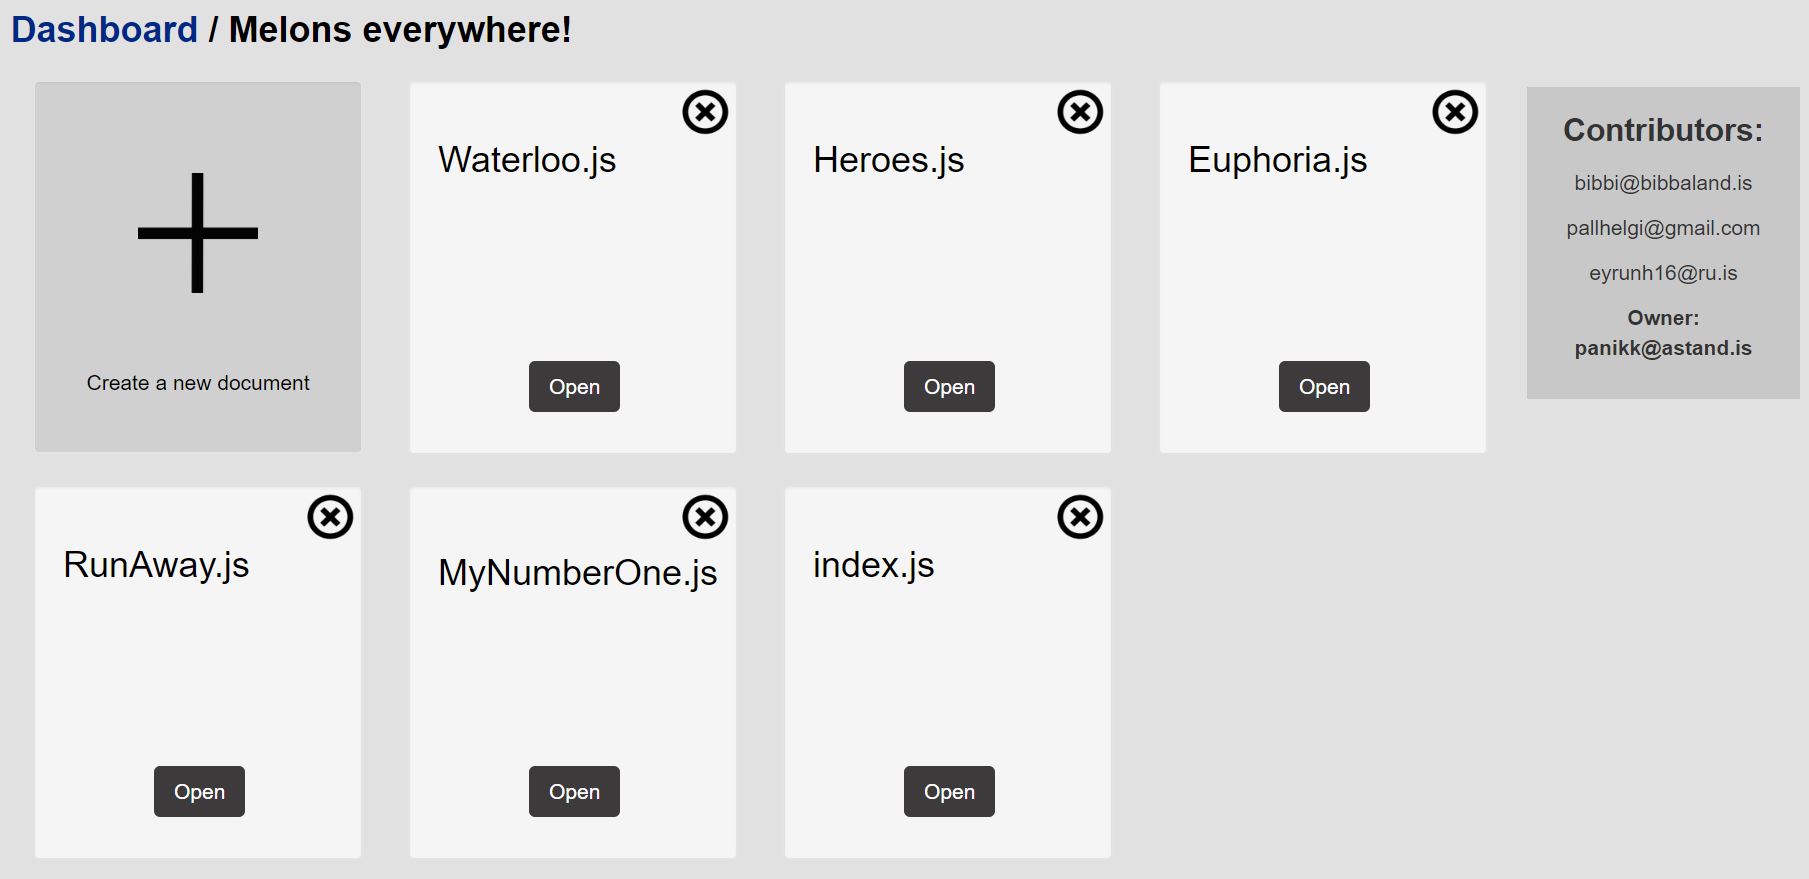 Dashboard / Melons everywhere!
Create a new document
Waterloo.js
Open
Heroes.js
Open
Euphoria.js
Open
Contributors:
bibbi@bibbaland.is
pallhelgi@gmail.com
eyrunh16@ru.is
Owner:
panikk@astand.is
RunAway.js
Open
MyNumberOne.js
Open
index.js
Open